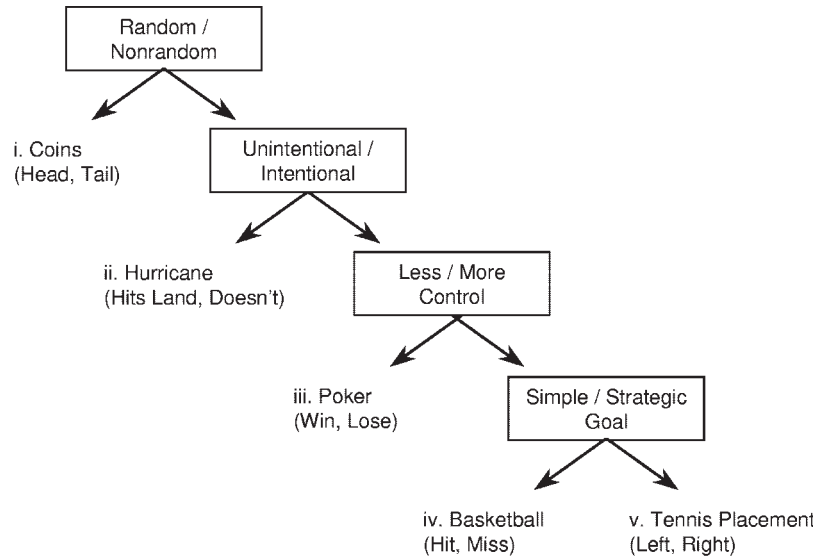 Random /
Nonrandom
i. Coins
(Head, Tail)
Unintentional /
Intentional
ii. Hurricane
(Hits Land, Doesn't)
Less / More
Control
iii. Poker
(Win, Lose)
Simple / Strategic
Goal
iv. Basketball
(Hit, Miss)
v. Tennis Placement
(Left, Right)